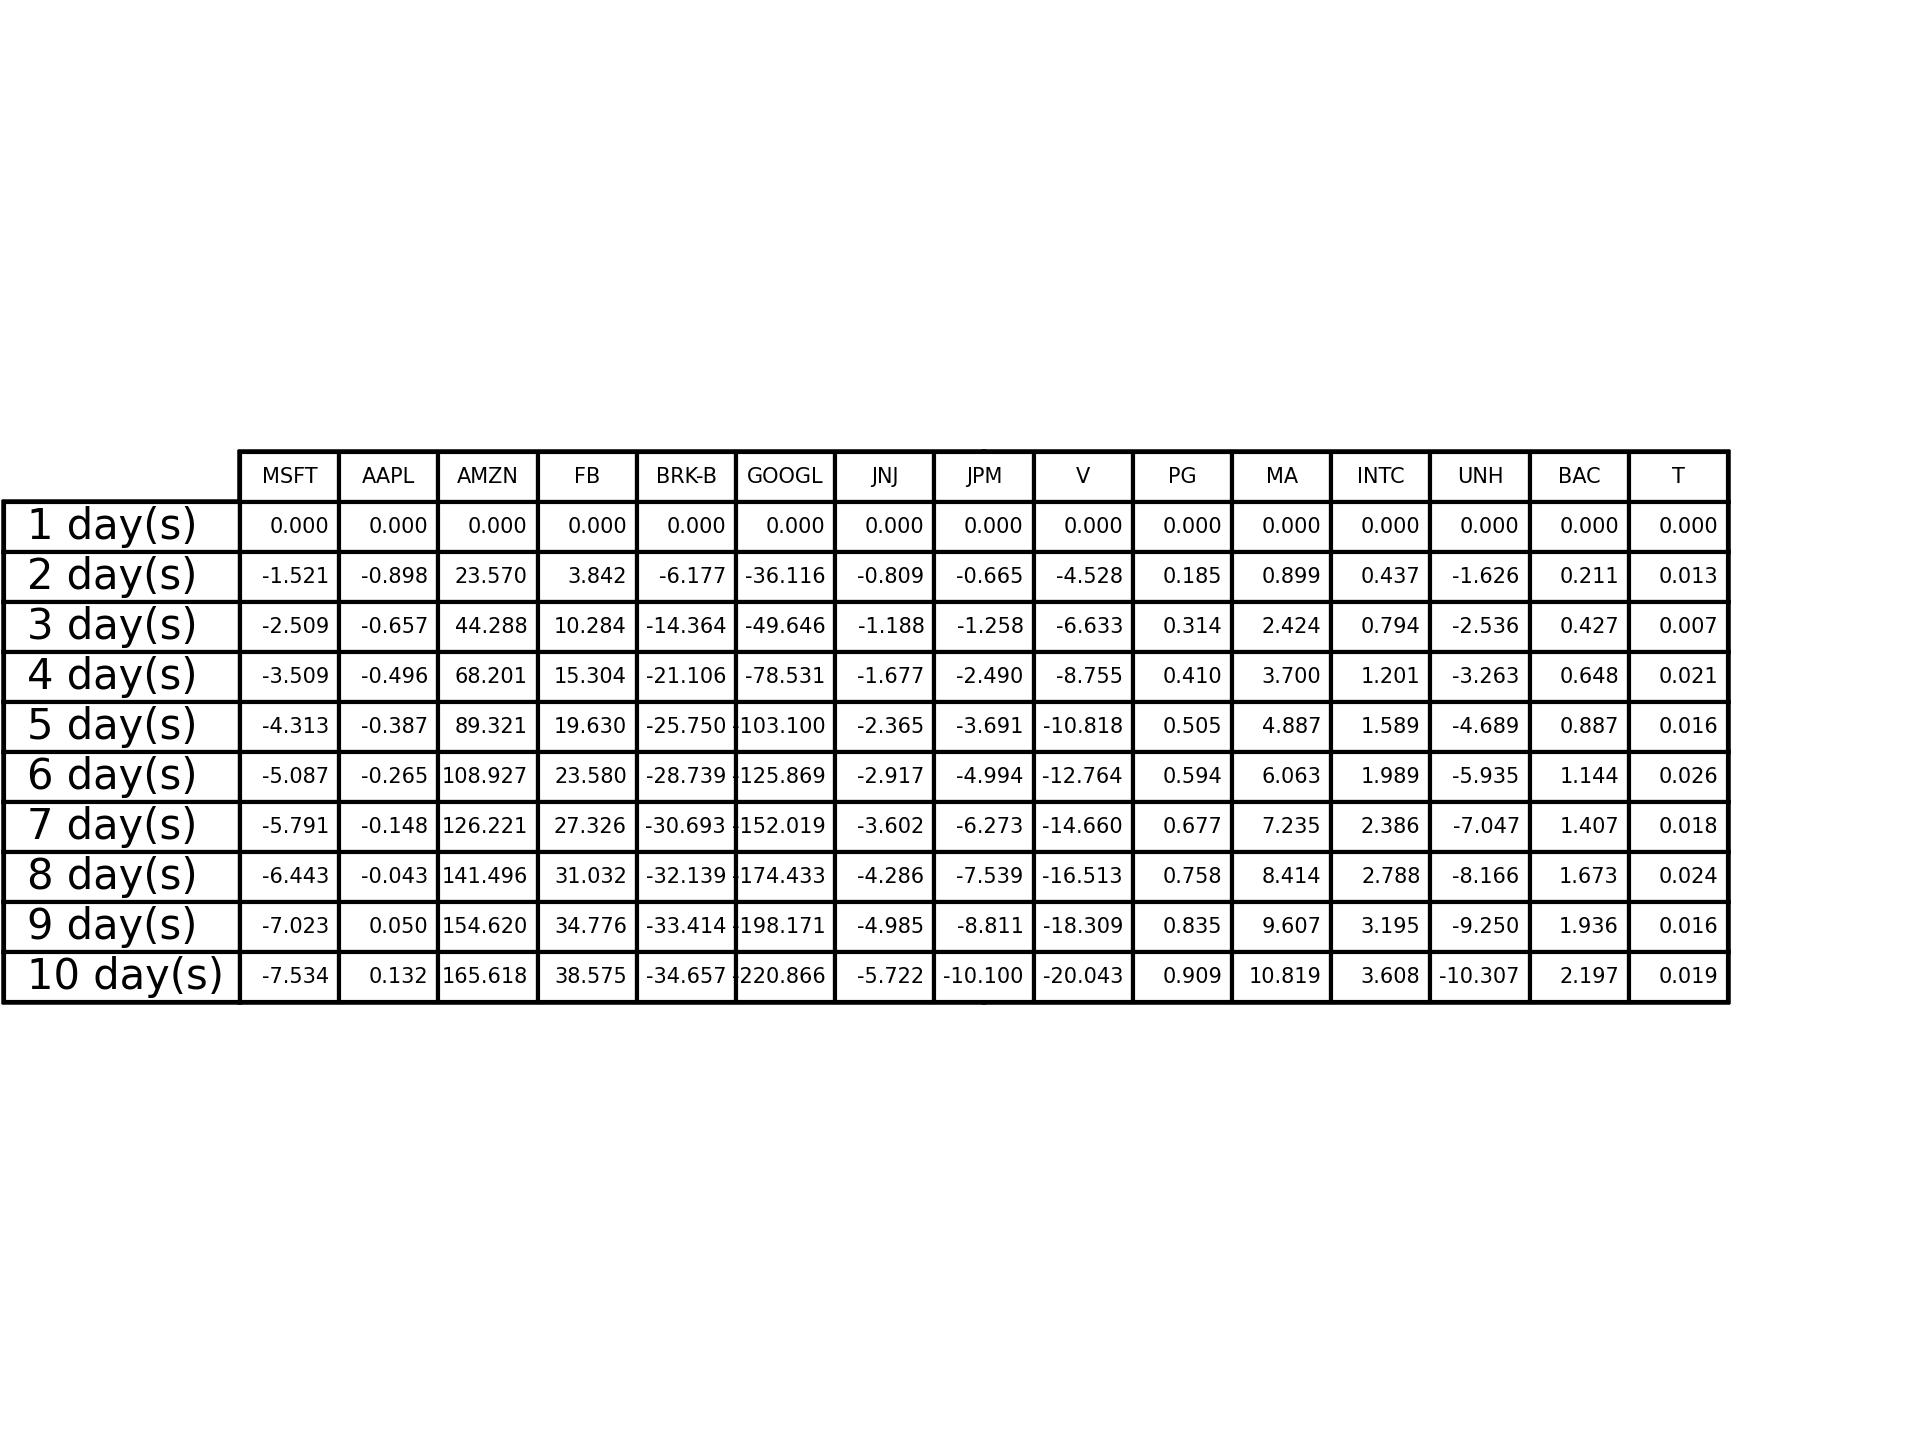 MSFT AAPL AMZN FB BRK-B GOOGL JNJ JPM V PG MA INTC UNH BAC T
1 day(s) 0.000 0.000 0.000 0.000 0.000 0.000 0.000 0.000 0.000 0.000 0.000 0.000 0.000 0.000 0.000
2 day(s) -1.521 -0.898 23.570 3.842 -6.177 -36.116 -0.809 -0.665 -4.528 0.185 0.899 0.437 -1.626 0.211 0.013
3 day(s) -2.509 -0.657 44.288 10.284 -14.364 -49.646 -1.188 -1.258 -6.633 0.314 2.424 0.794 -2.536 0.427 0.007
4 day(s) -3.509 -0.496 68.201 15.304 -21.106 -78.531 -1.677 -2.490 -8.755 0.410 3.700 1.201 -3.263 0.648 0.021
5 day(s) -4.313 -0.387 89.321 19.630 -25.750 -103.100 -2.365 -3.691 -10.818 0.505 4.887 1.589 -4.689 0.887 0.016
6 day(s) -5.087 -0.265 108.927 23.580 -28.739 -125.869 -2.917 -4.994 -12.764 0.594 6.063 1.989 -5.935 1.144 0.026
7 day(s) -5.791 -0.148 126.221 27.326 -30.693 -152.019 -3.602 -6.273 -14.660 0.677 7.235 2.386 -7.047 1.407 0.018
8 day(s) -6.443 -0.043 141.496 31.032 -32.139 -174.433 -4.286 -7.539 -16.513 0.758 8.414 2.788 -8.166 1.673 0.024
9 day(s) -7.023 0.050 154.620 34.776 -33.414 -198.171 -4.985 -8.811 -18.309 0.835 9.607 3.195 -9.250 1.936 0.016
10 day(s) -7.534 0.132 165.618 38.575 -34.657 -220.866 -5.722 -10.100 -20.043 0.909 10.819 3.608 -10.307 2.197 0.019